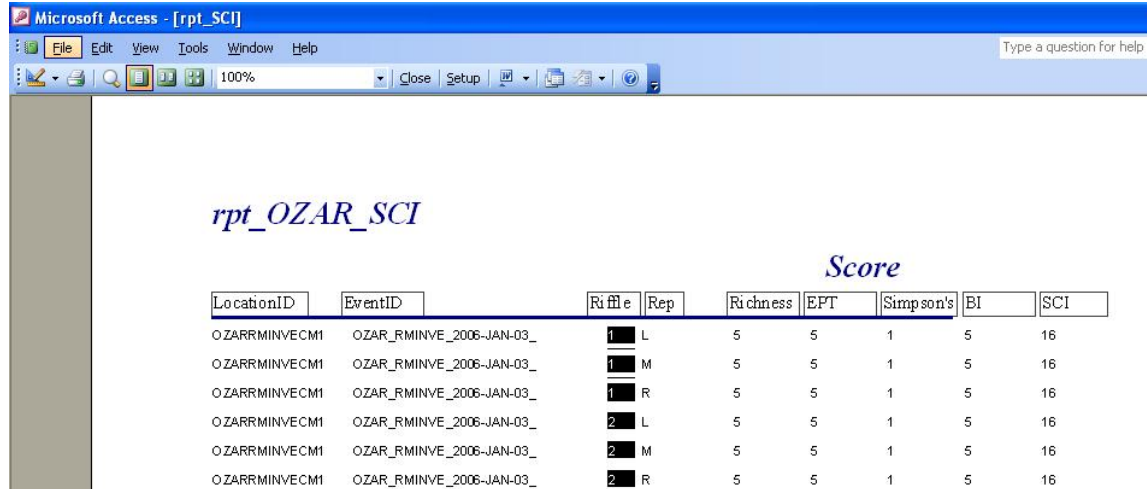 Microsoft Access - [rpt_SCI]
File Edit View Tools Window Help Type a question for help
100% Close Setup
rpt_OZAR_SCI
Score
LocationID EventID Riffle Rep Richness EPT Simpson's BI SCI
OZARRMINVECM1 OZAR_RMINVE_2006-JAN-03_ 1 L 5 5 1 5 16
OZARRMINVECM1 OZAR_RMINVE_2006-JAN-03_ 1 M 5 5 1 5 16
OZARRMINVECM1 OZAR_RMINVE_2006-JAN-03_ 1 R 5 5 1 5 16
OZARRMINVECM1 OZAR_RMINVE_2006-JAN-03_ 2 L 5 5 1 5 16
OZARRMINVECM1 OZAR_RMINVE_2006-JAN-03_ 2 M 5 5 1 5 16
OZARRMINVECM1 OZAR_RMINVE_2006-JAN-03_ 2 R 5 5 1 5 16